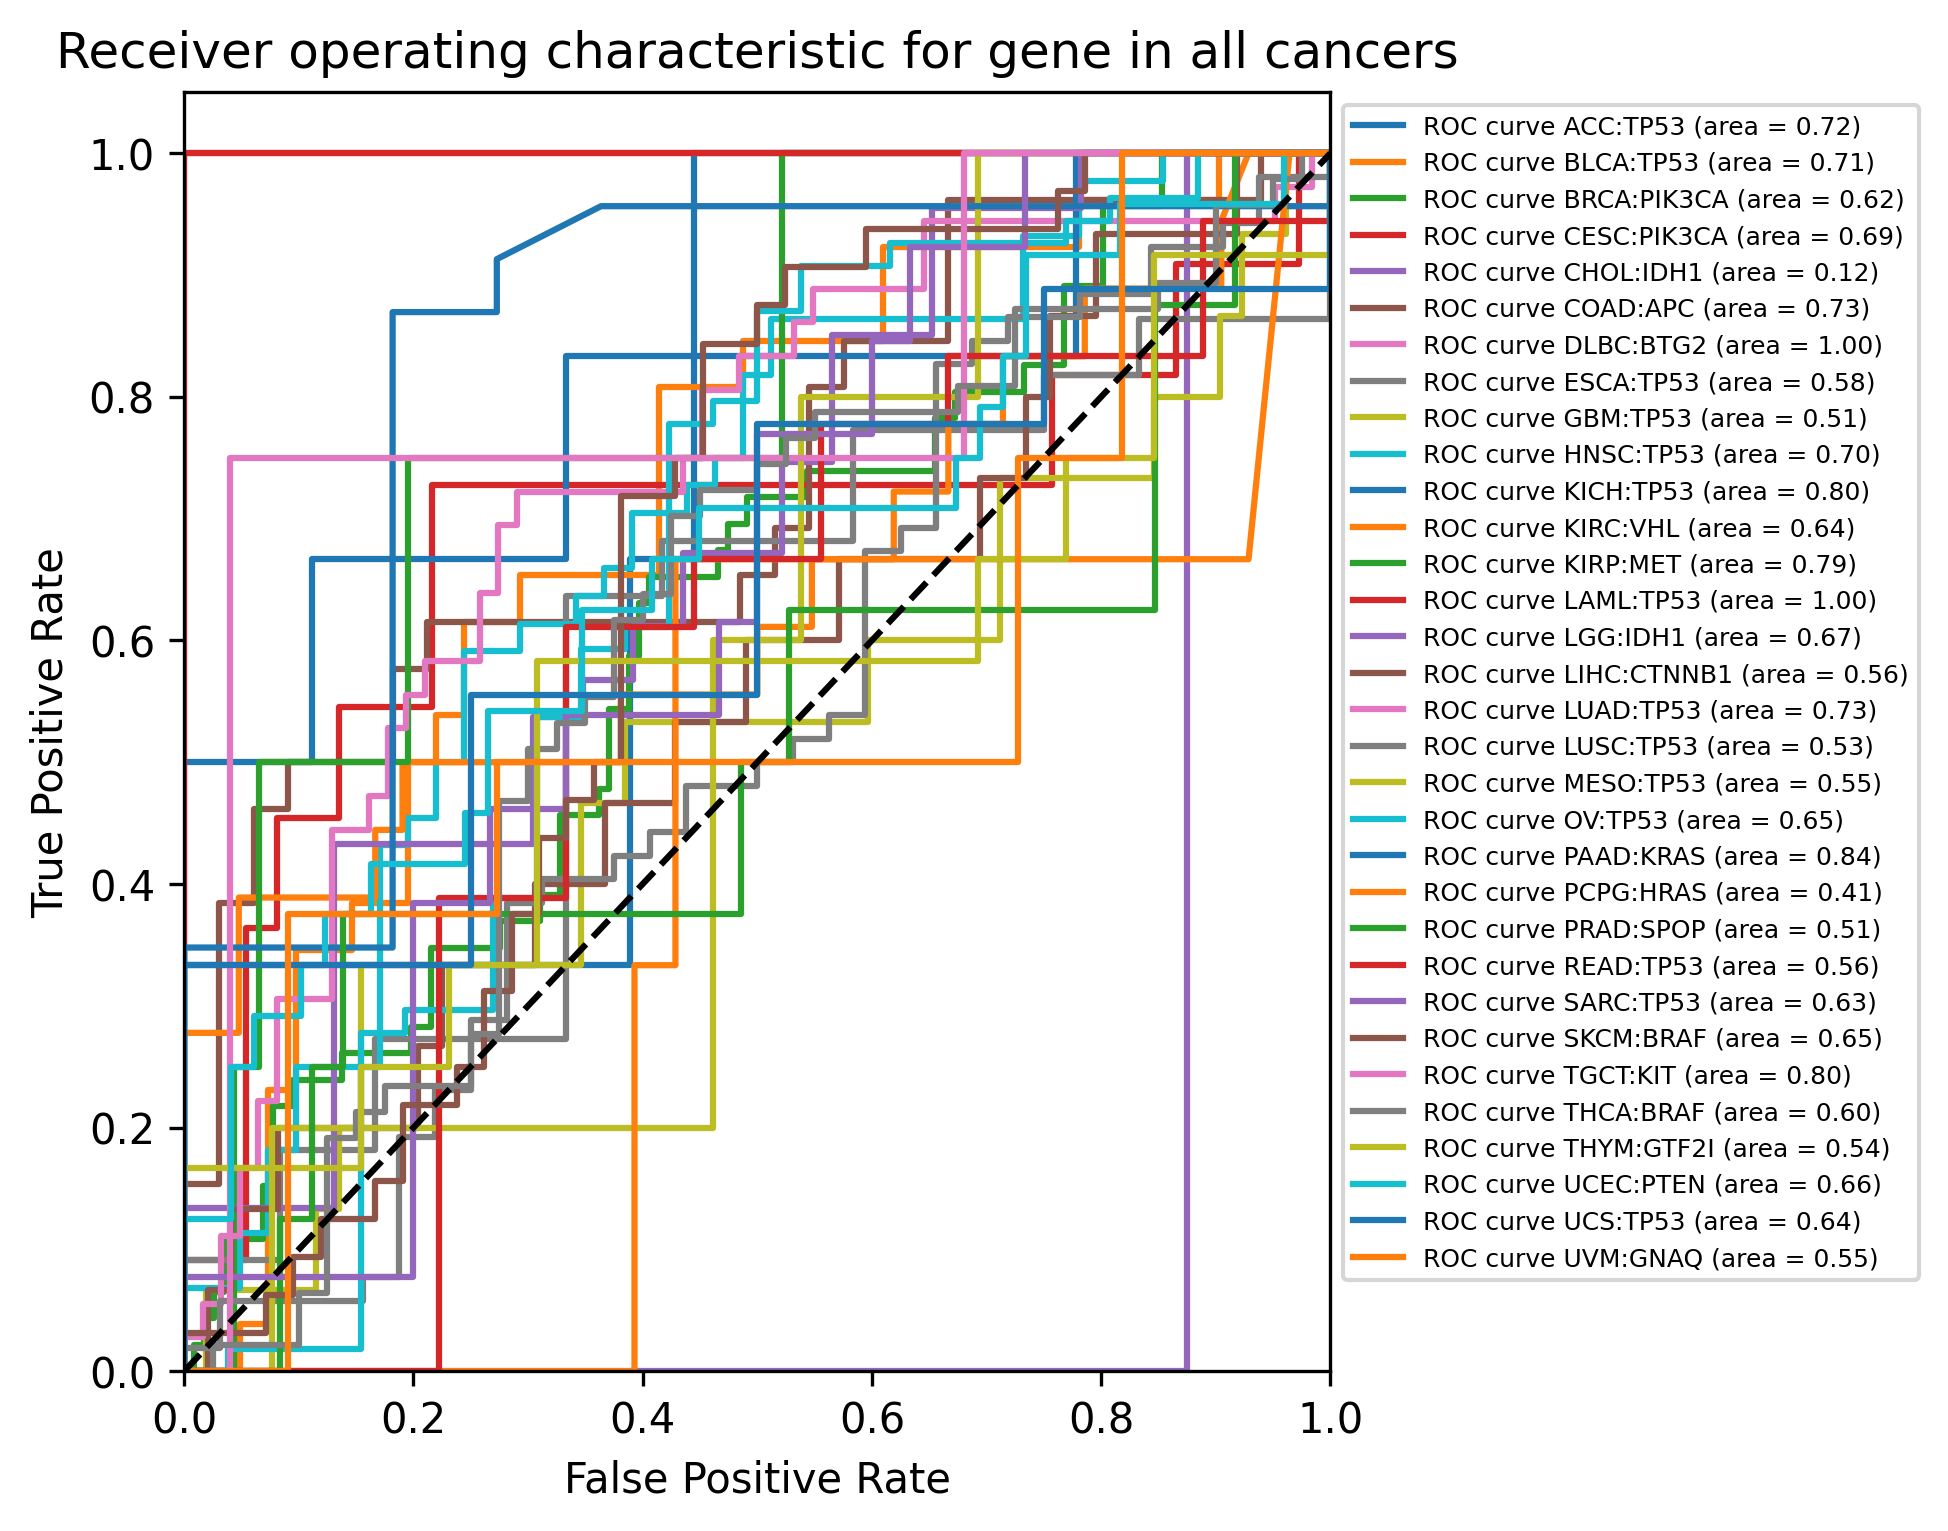 Receiver operating characteristic for gene in all cancers
1.0
0.8
0.6
0.4
0.2
0.0
True Positive Rate
0.0 0.2 0.4 0.6 0.8 1.0
False Positive Rate
ROC curve ACC:TP53 (area = 0.72)
ROC curve BLCA:TP53 (area = 0.71)
ROC curve BRCA:PIK3CA (area = 0.62)
ROC curve CESC:PIK3CA (area = 0.69)
ROC curve CHOL:IDH1 (area = 0.12)
ROC curve COAD:APC (area = 0.73)
ROC curve DLBC:BTG2 (area = 1.00)
ROC curve ESCA:TP53 (area = 0.58)
ROC curve GBM:TP53 (area = 0.51)
ROC curve HNSC:TP53 (area = 0.70)
ROC curve KICH:TP53 (area = 0.80)
ROC curve KIRC:VHL (area = 0.64)
ROC curve KIRP:MET (area = 0.79)
ROC curve LAML:TP53 (area = 1.00)
ROC curve LGG:IDH1 (area = 0.67)
ROC curve LIHC:CTNNB1 (area = 0.56)
ROC curve LUAD:TP53 (area = 0.73)
ROC curve LUSC:TP53 (area = 0.53)
ROC curve MESO:TP53 (area = 0.55)
ROC curve OV:TP53 (area = 0.65)
ROC curve PAAD:KRAS (area = 0.84)
ROC curve PCPG:HRAS (area = 0.41)
ROC curve PRAD:SPOP (area = 0.51)
ROC curve READ:TP53 (area = 0.56)
ROC curve SARC:TP53 (area = 0.63)
ROC curve SKCM:BRAF (area = 0.65)
ROC curve TGCT:KIT (area = 0.80)
ROC curve THCA:BRAF (area = 0.60)
ROC curve THYM:GTF2I (area = 0.54)
ROC curve UCEC:PTEN (area = 0.66)
ROC curve UCS:TP53 (area = 0.64)
ROC curve UVM:GNAQ (area = 0.55)